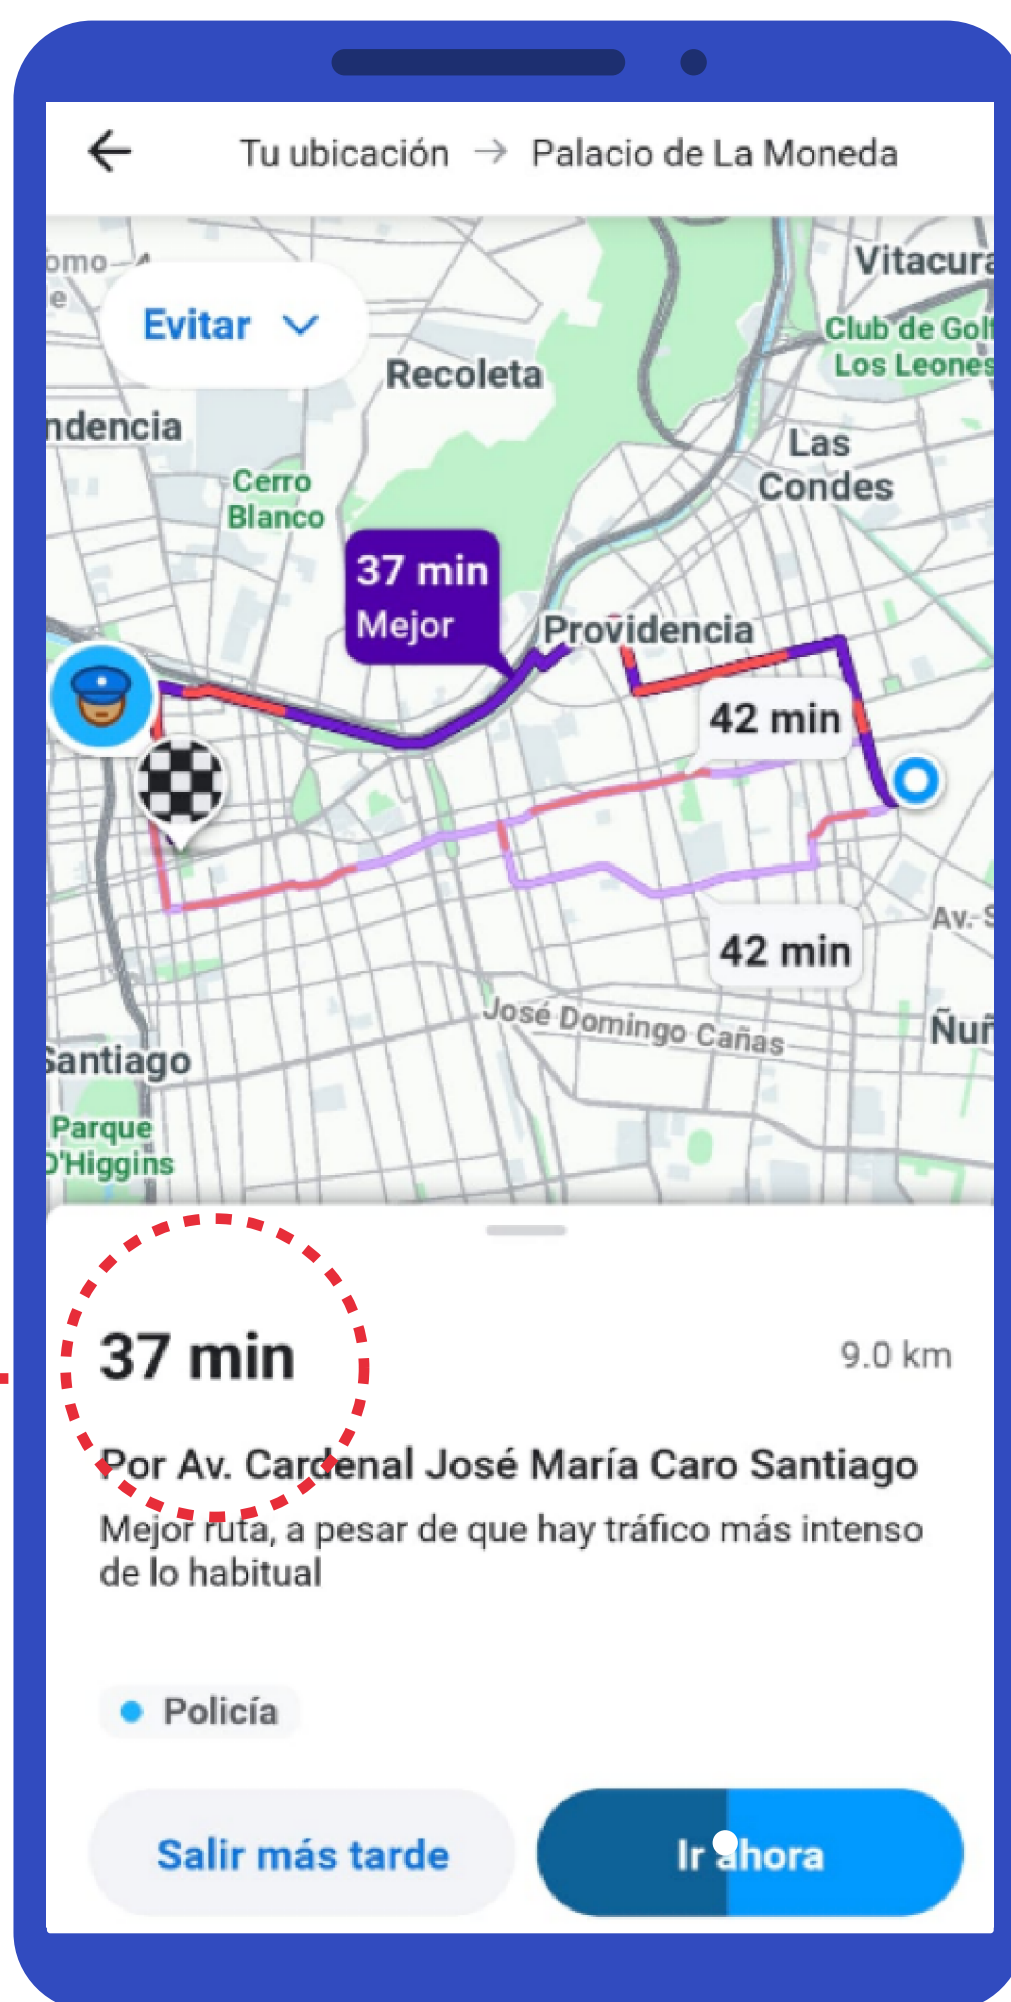 Tu ubicación → Palacio de La Moneda
Vitacura
Evitar
Club de Golf
Los Leones
Recoleta
Las
Condes
Cerro
Blanco
37 min
Mejor
Providencia
42 min
42 min
José Domingo Cañas
Santiago
Parque
O'Higgins
37 min
9.0 km
Por Av. Cardenal José María Caro Santiago
Mejor ruta, a pesar de que hay tráfico más intenso
de lo habitual
Policía
Salir más tarde
Ir ahora